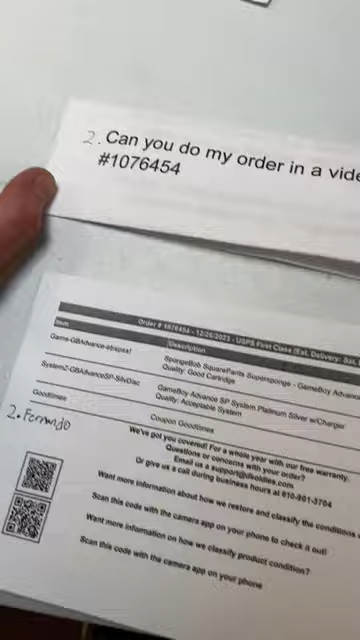 2. Can you do my order in a vide
#1076454
Order # 1076454 - 12/26/2023 - USPS First Class (Est. Delivery: Sat,
Item Description
Game-GBAdvance-sbspss1 SpongeBob SquarePants Supersponge - GameBoy Advance
Quality: Good Cartridge
System2-GBAdvanceSP-SilvDisc GameBoy Advance SP System Platinum Silver w/Charger
Quality: Acceptable System
Goodtimes Coupon Goodtimes
2. Fernando
We've got you covered! For a whole year with our free warranty.
Questions or concerns with your order?
Email us a support@dkoldies.com
Or give us a call during business hours at 610-901-3704
Want more information about how we restore and classify the conditions
Scan this code with the camera app on your phone to check it out!
Want more information on how we classify product condition?
Scan this code with the camera app on your phone